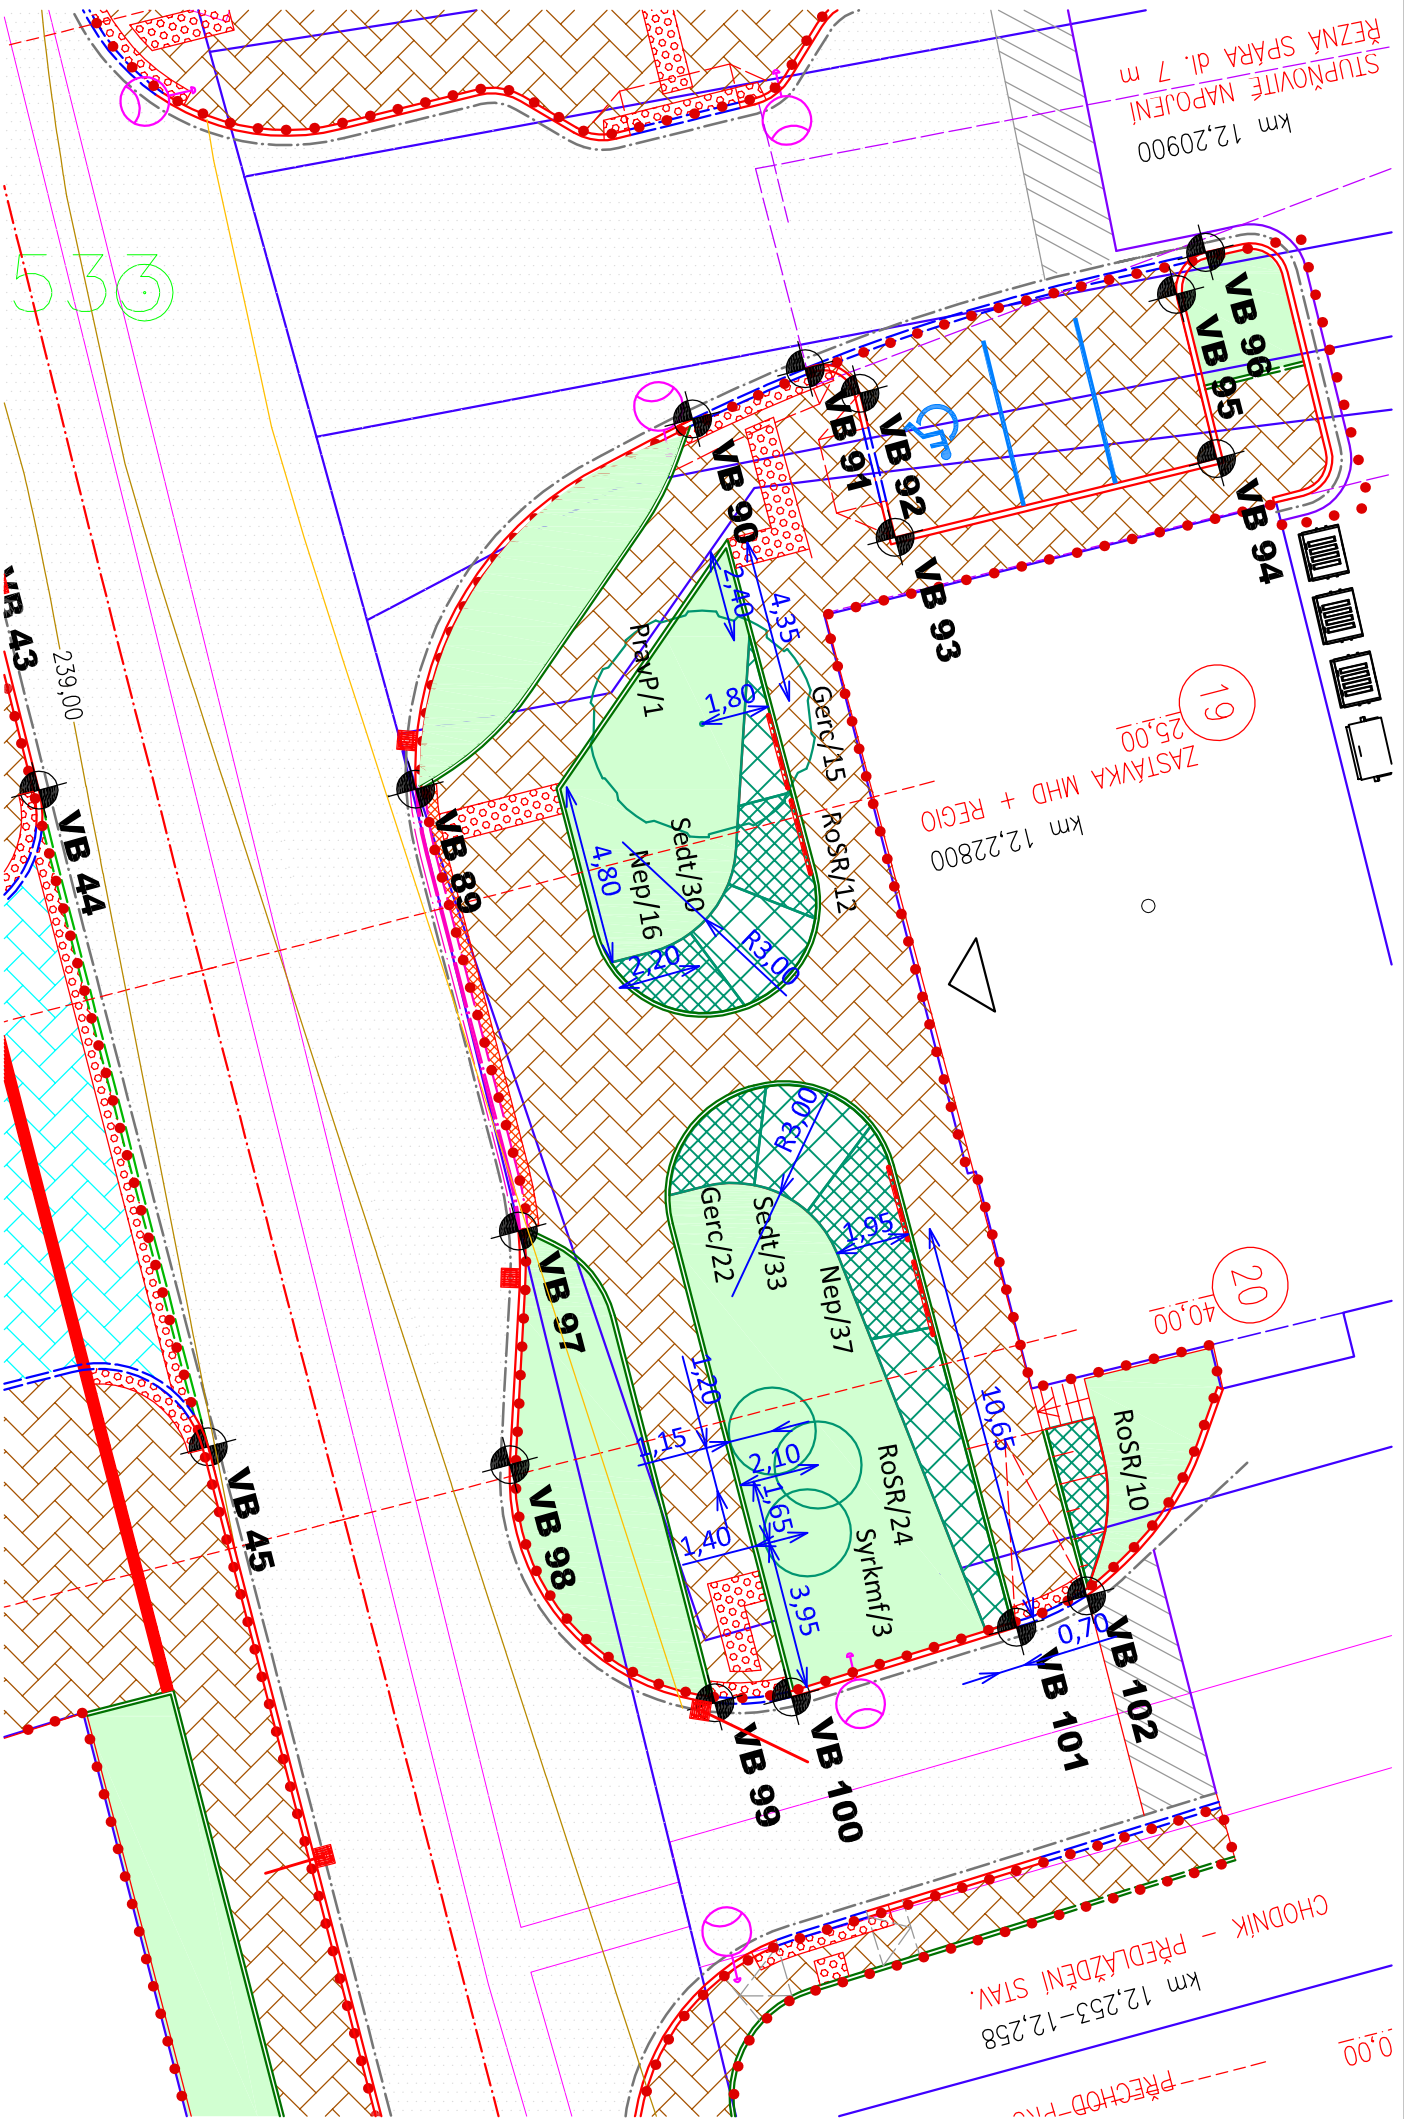 ŘEZNÁ SPÁRA dl. 7 m
STUPŇOVITÉ NAPOJENÍ
km 12,20900
533
VB 96
VB 95
VB 91
VB 92
VB 90
VB 94
VB 93
VB 43
239,00
2,40
4,35
PravP/1
1,80
Gerc/15
19
25,00
ZASTÁVKA MHD + REGIO
km 12,22800
VB 44
VB 89
4,80
Sedt/30
Nep/16
RoSR/12
2,20
R3,00
R3,00
Gerc/22
Sedt/33
1,95
Nep/37
VB 97
20
40,00
1,20
1,15
2,10
10,65
RoSR/10
VB 45
VB 98
1,65
1,40
RoSR/24
Syrkmf/3
3,95
0,70
VB 102
VB 101
VB 99
VB 100
CHODNÍK – PŘEDLÁŽDĚNÍ STAV.
km 12,253–12,258
0,00
PŘECHOD PRO